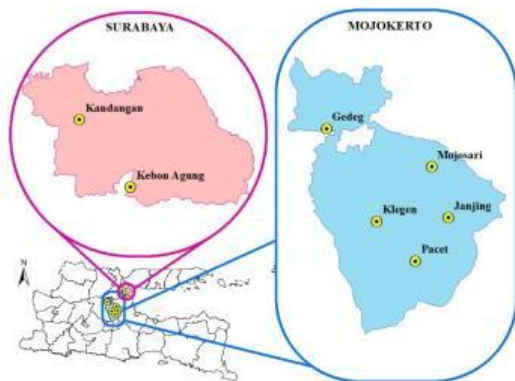 SURABAYA
Kandangan
Kebon Agung
MOJOKERTO
Gedeg
Mojosari
Klegen
Janjing
Pacet
N